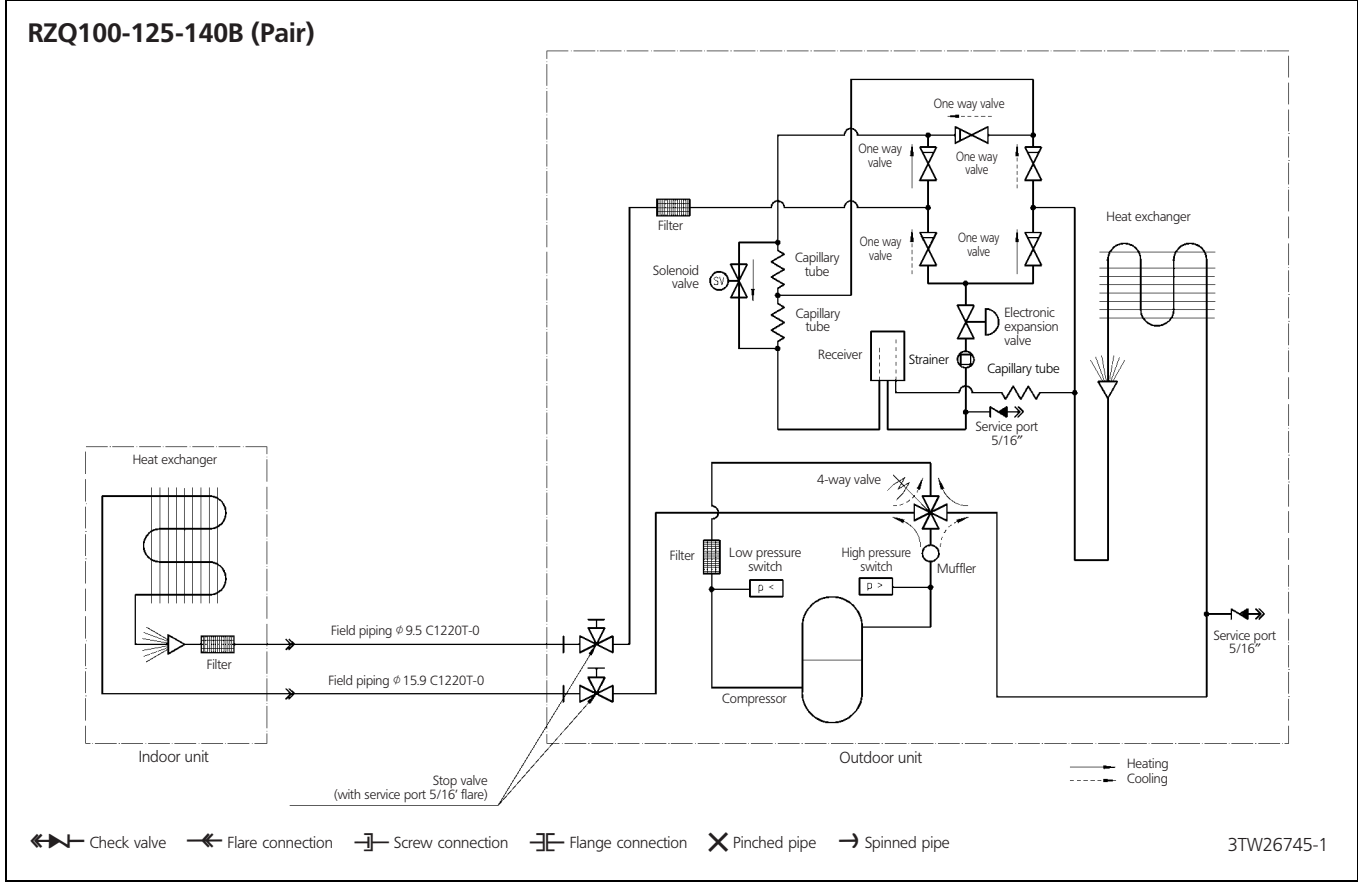 RZQ100-125-140B (Pair)
One way valve
One way
valve
One way
valve
Filter
Heat exchanger
One way
valve
One way
valve
Solenoid
valve
SV
Capillary
tube
Capillary
tube
Electronic
expansion
valve
Receiver
Strainer
Capillary tube
Service port
5/16″
Heat exchanger
4-way valve
Filter
Low pressure
switch
p <
High pressure
switch
p >
Muffler
Service port
5/16″
Field piping φ 9.5 C1220T-0
Filter
Field piping φ 15.9 C1220T-0
Compressor
Indoor unit
Outdoor unit
Stop valve
(with service port 5/16' flare)
Heating
Cooling
Check valve
Flare connection
Screw connection
Flange connection
Pinched pipe
Spinned pipe
3TW26745-1